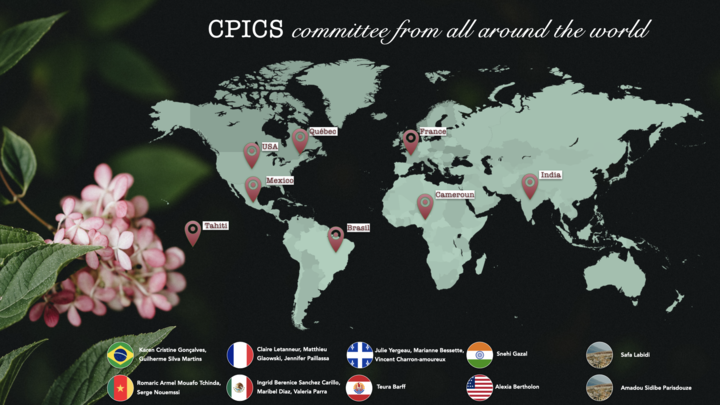 CPICS committee from all around the world
Québec
France
USA
India
Mexico
Cameroun
Tahiti
Brasil
Karen Cristine Gonçalves,
Guilherme Silva Martins
Claire Latanneur, Matthieu
Glaowski, Jennifer Paillassa
Julie Yergeau, Marianne Bessette,
Vincent Charron-amoureux
Snehi Gazal
Safa Labidi
Romaric Armel Mouafo Tchinda,
Serge Nouemssi
Ingrid Berenice Sanchez Carillo,
Maribel Diaz, Valeria Parra
Taura Barff
Alexia Bertholon
Amadou Sidibe Parisdouze